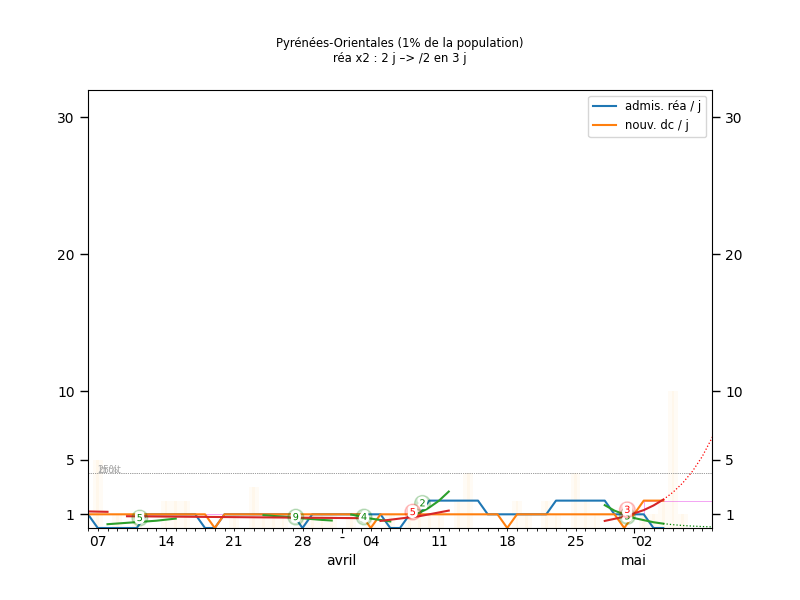 Pyrénées-Orientales (1% de la population)
réa x2 : 2 j –> /2 en 3 j
admis. réa / j
nouv. dc / j
30 30
20 20
10 10
5 5
1 1
5 9 4 5 2 3
07 14 21 28 04 11 18 25 02
avril mai